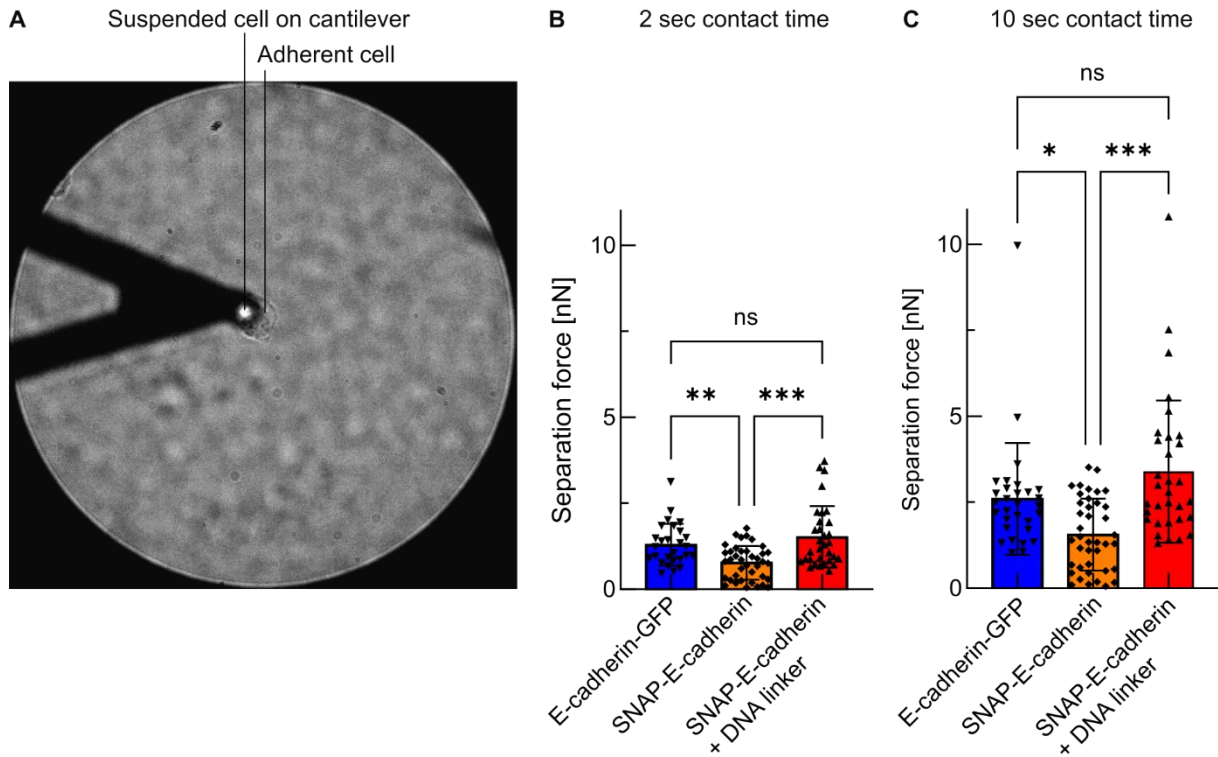 A
Suspended cell on cantilever
Adherent cell
B
2 sec contact time
Separation force [nN]
10
5
0
ns
**
***
E-cadherin-GFP
SNAP-E-cadherin
SNAP-E-cadherin
+ DNA linker
C
10 sec contact time
Separation force [nN]
10
5
0
ns
*
***
E-cadherin-GFP
SNAP-E-cadherin
SNAP-E-cadherin
+ DNA linker